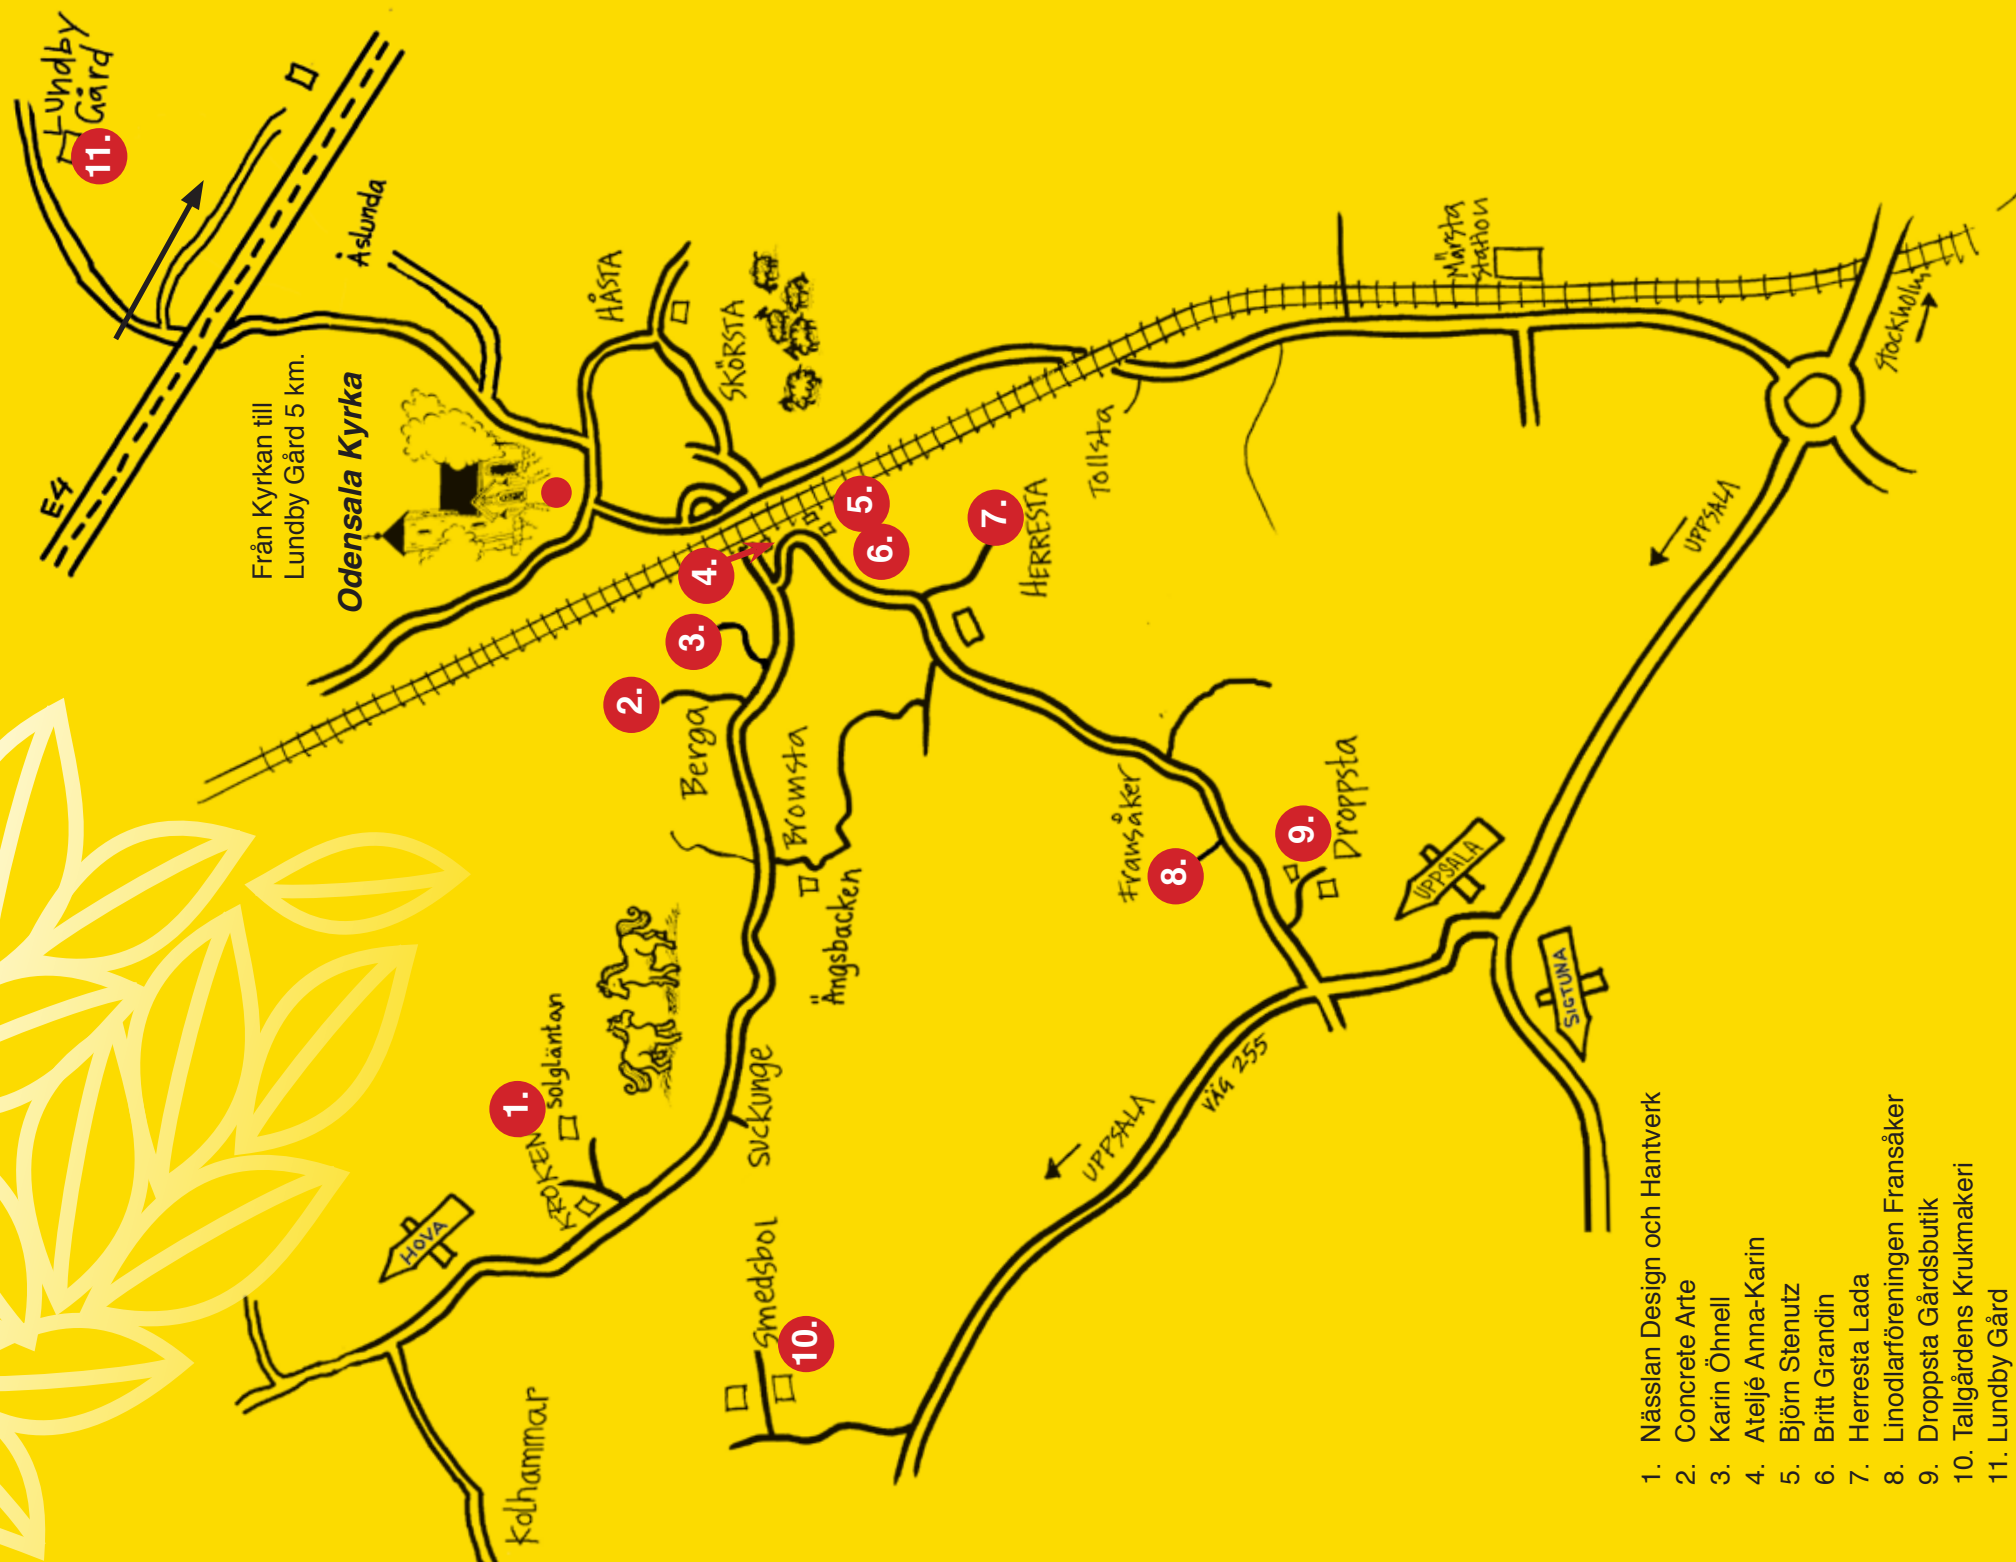 Lundby
Gård
11.
E4
Åslunda
Från Kyrkan till
Lundby Gård 5 km.
Odensala Kyrka
HÅSTA
SKÖRSTA
Märsta
station
Stockholm
Tollsta
UPPSALA
5.
6.
7.
HERRESTA
4.
3.
2.
Berga
Bromsta
Ängsbacken
Fransåker
8.
9.
Droppsta
UPPSALA
SIGTUNA
1.
Solgläntan
KROKEN
HOVA
Suckunge
VÄG 255
UPPSALA
Smedsbol
10.
Kolhammar
1. Nässlan Design och Hantverk
2. Concrete Arte
3. Karin Öhnell
4. Ateljé Anna-Karin
5. Björn Stenutz
6. Britt Grandin
7. Herresta Lada
8. Linodlarföreningen Fransåker
9. Droppsta Gårdsbutik
10. Tallgårdens Krukmakeri
11. Lundby Gård